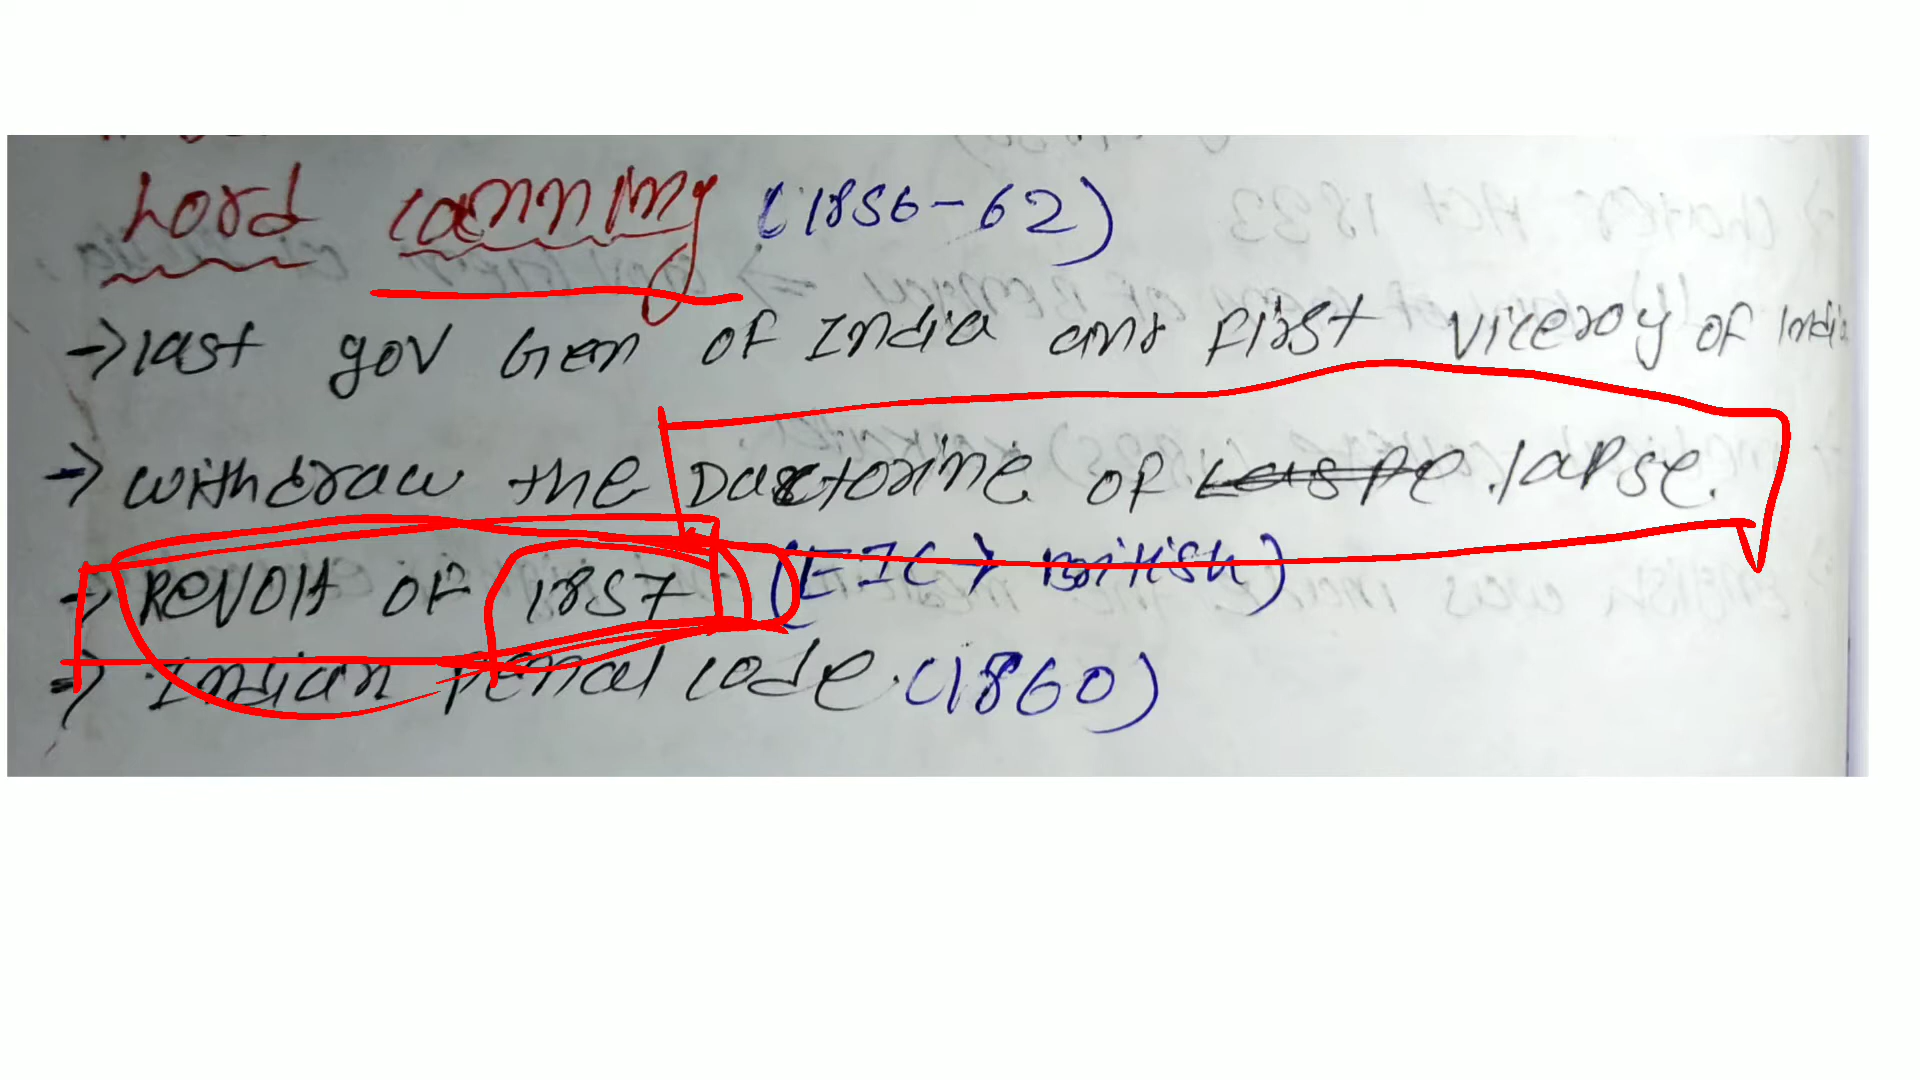 Lord Canning (1856-62)
→ last gov Gen of India and first viceroy of India
→ withdraw the Doctorine of lapse.
→ Revolt of 1857 (EIC → British)
→ Indian Penal code. (1860)